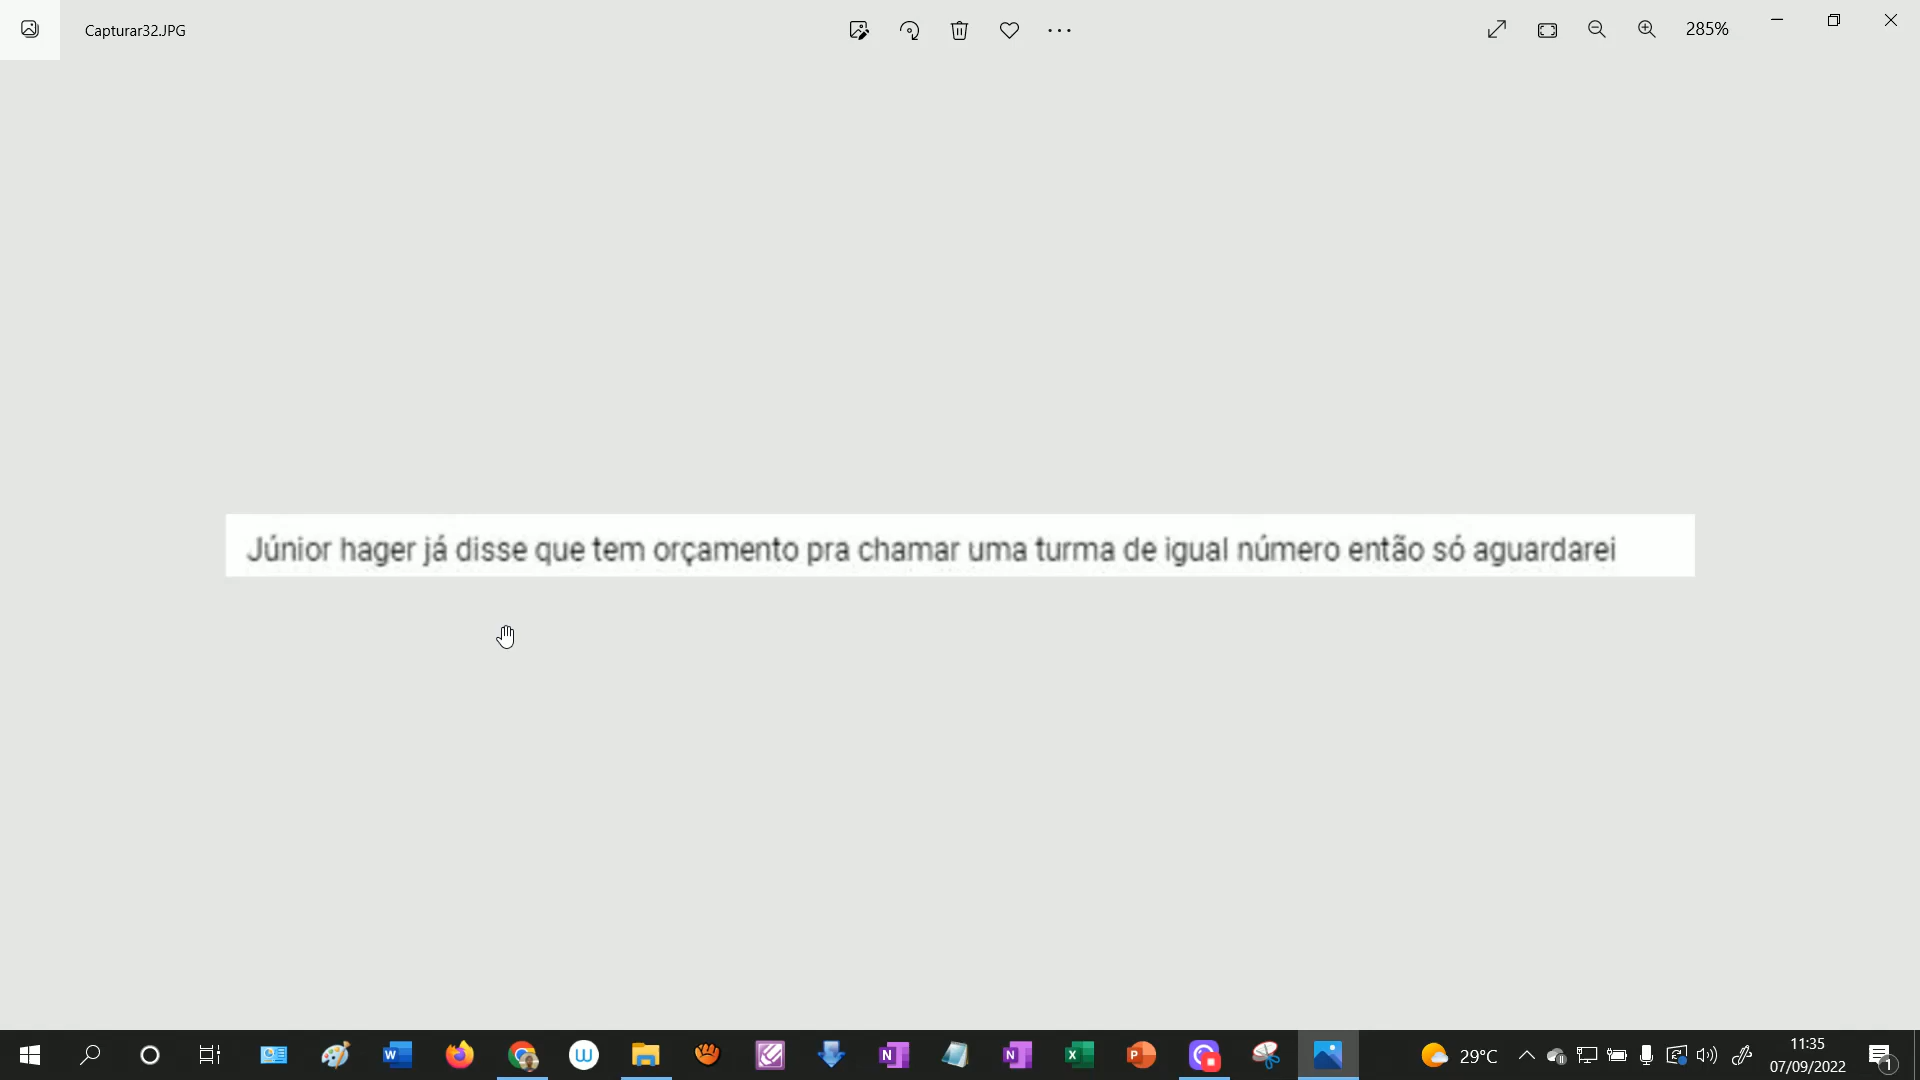 Capturar32.JPG
285%
Júnior hager já disse que tem orçamento pra chamar uma turma de igual número então só aguardarei
29°C
11:35
07/09/2022
1